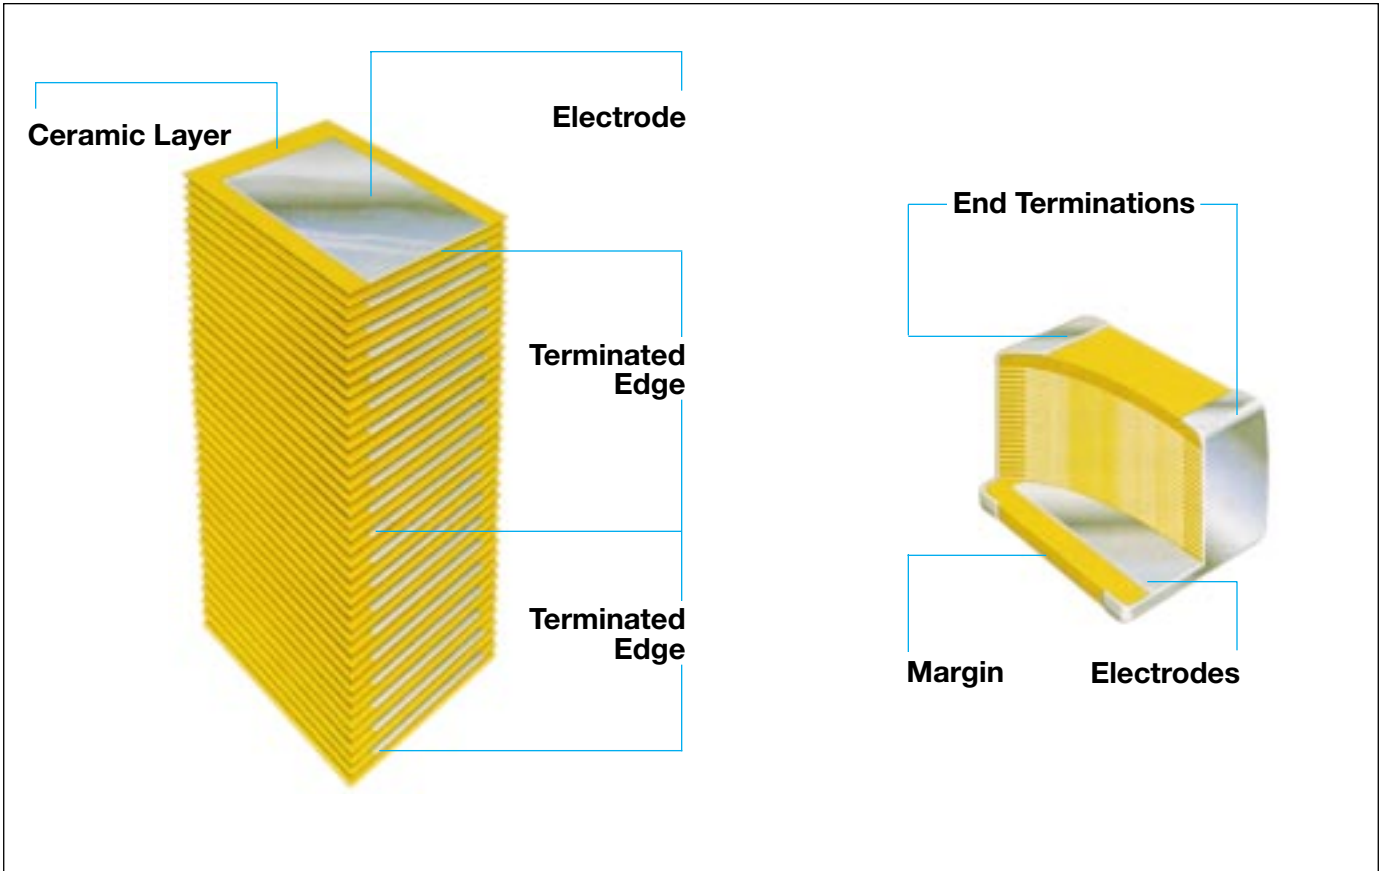 Ceramic Layer
Electrode
Terminated
Edge
Terminated
Edge
End Terminations
Margin
Electrodes